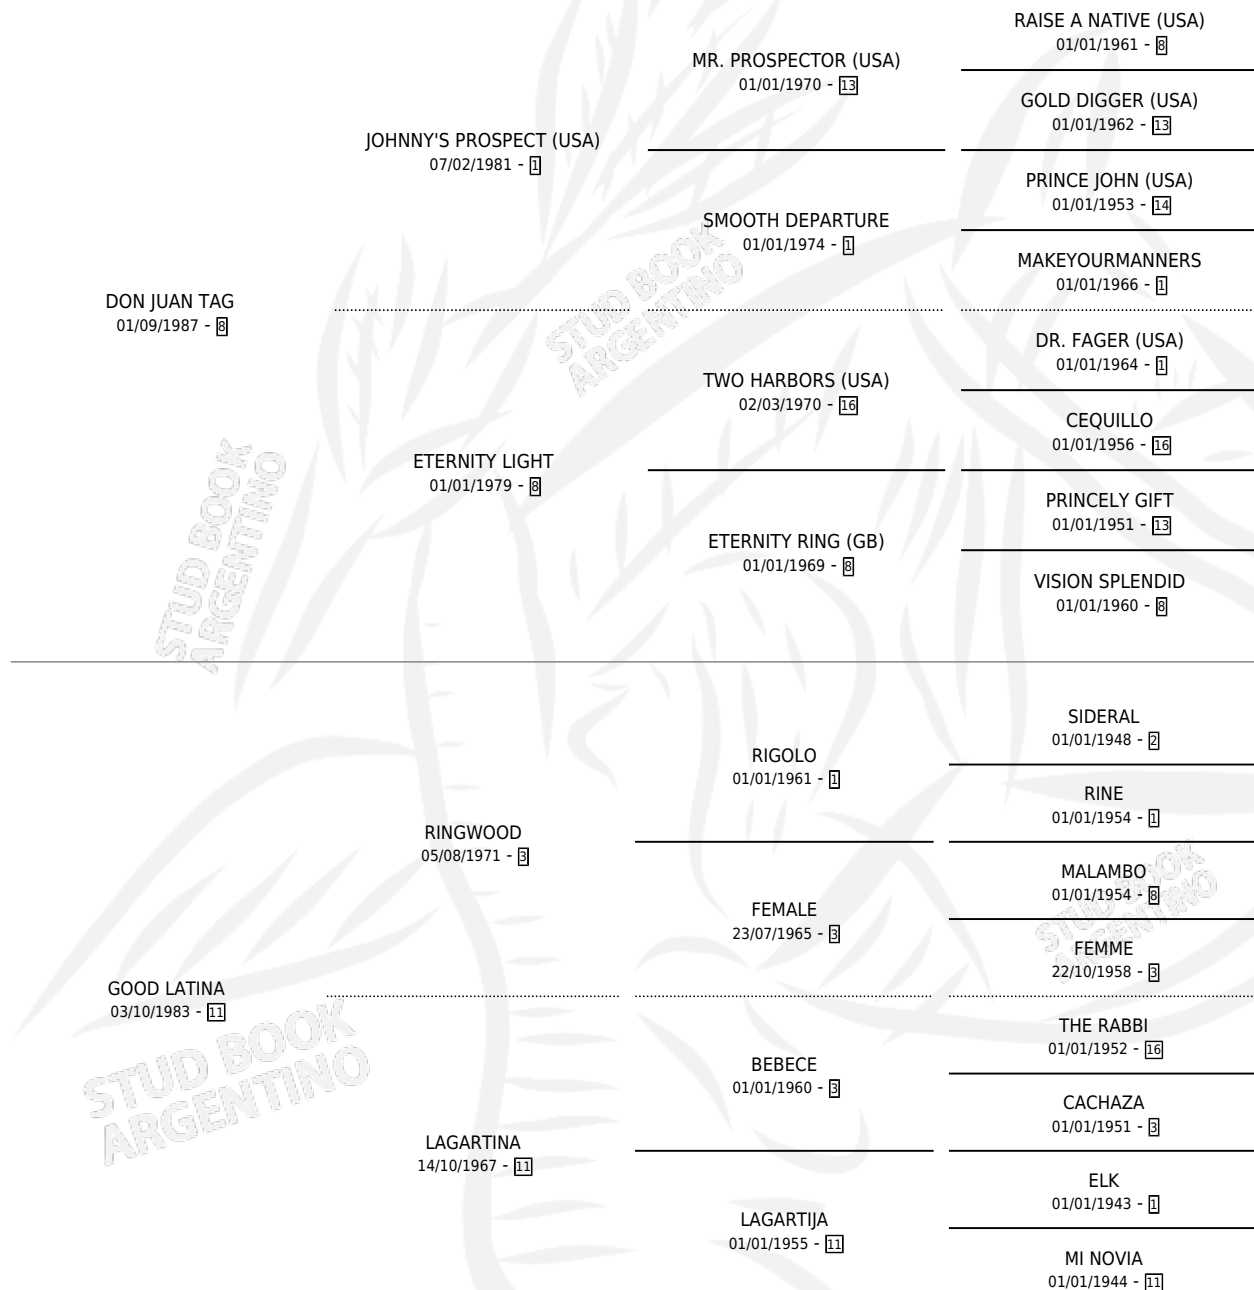 RAISE A NATIVE (USA)
01/01/1961 - 8
MR. PROSPECTOR (USA)
01/01/1970 - 13
GOLD DIGGER (USA)
01/01/1962 - 13
JOHNNY'S PROSPECT (USA)
07/02/1981 - 1
PRINCE JOHN (USA)
01/01/1953 - 14
SMOOTH DEPARTURE
01/01/1974 - 1
MAKEYOURMANNERS
01/01/1966 - 1
DON JUAN TAG
01/09/1987 - 8
DR. FAGER (USA)
01/01/1964 - 1
TWO HARBORS (USA)
02/03/1970 - 16
CEQUILLO
01/01/1956 - 16
ETERNITY LIGHT
01/01/1979 - 8
PRINCELY GIFT
01/01/1951 - 13
ETERNITY RING (GB)
01/01/1969 - 8
VISION SPLENDID
01/01/1960 - 8
SIDERAL
01/01/1948 - 2
RIGOLO
01/01/1961 - 1
RINE
01/01/1954 - 1
RINGWOOD
05/08/1971 - 3
MALAMBO
01/01/1954 - 8
FEMALE
23/07/1965 - 3
FEMME
22/10/1958 - 3
GOOD LATINA
03/10/1983 - 11
THE RABBI
01/01/1952 - 16
BEBECE
01/01/1960 - 3
CACHAZA
01/01/1951 - 3
LAGARTINA
14/10/1967 - 11
ELK
01/01/1943 - 1
LAGARTIJA
01/01/1955 - 11
MI NOVIA
01/01/1944 - 11
STUD BOOK
ARGENTINO
STUD BOOK
ARGENTINO
STUD BOOK
ARGENTINO
STUD BOOK
ARGENTINO